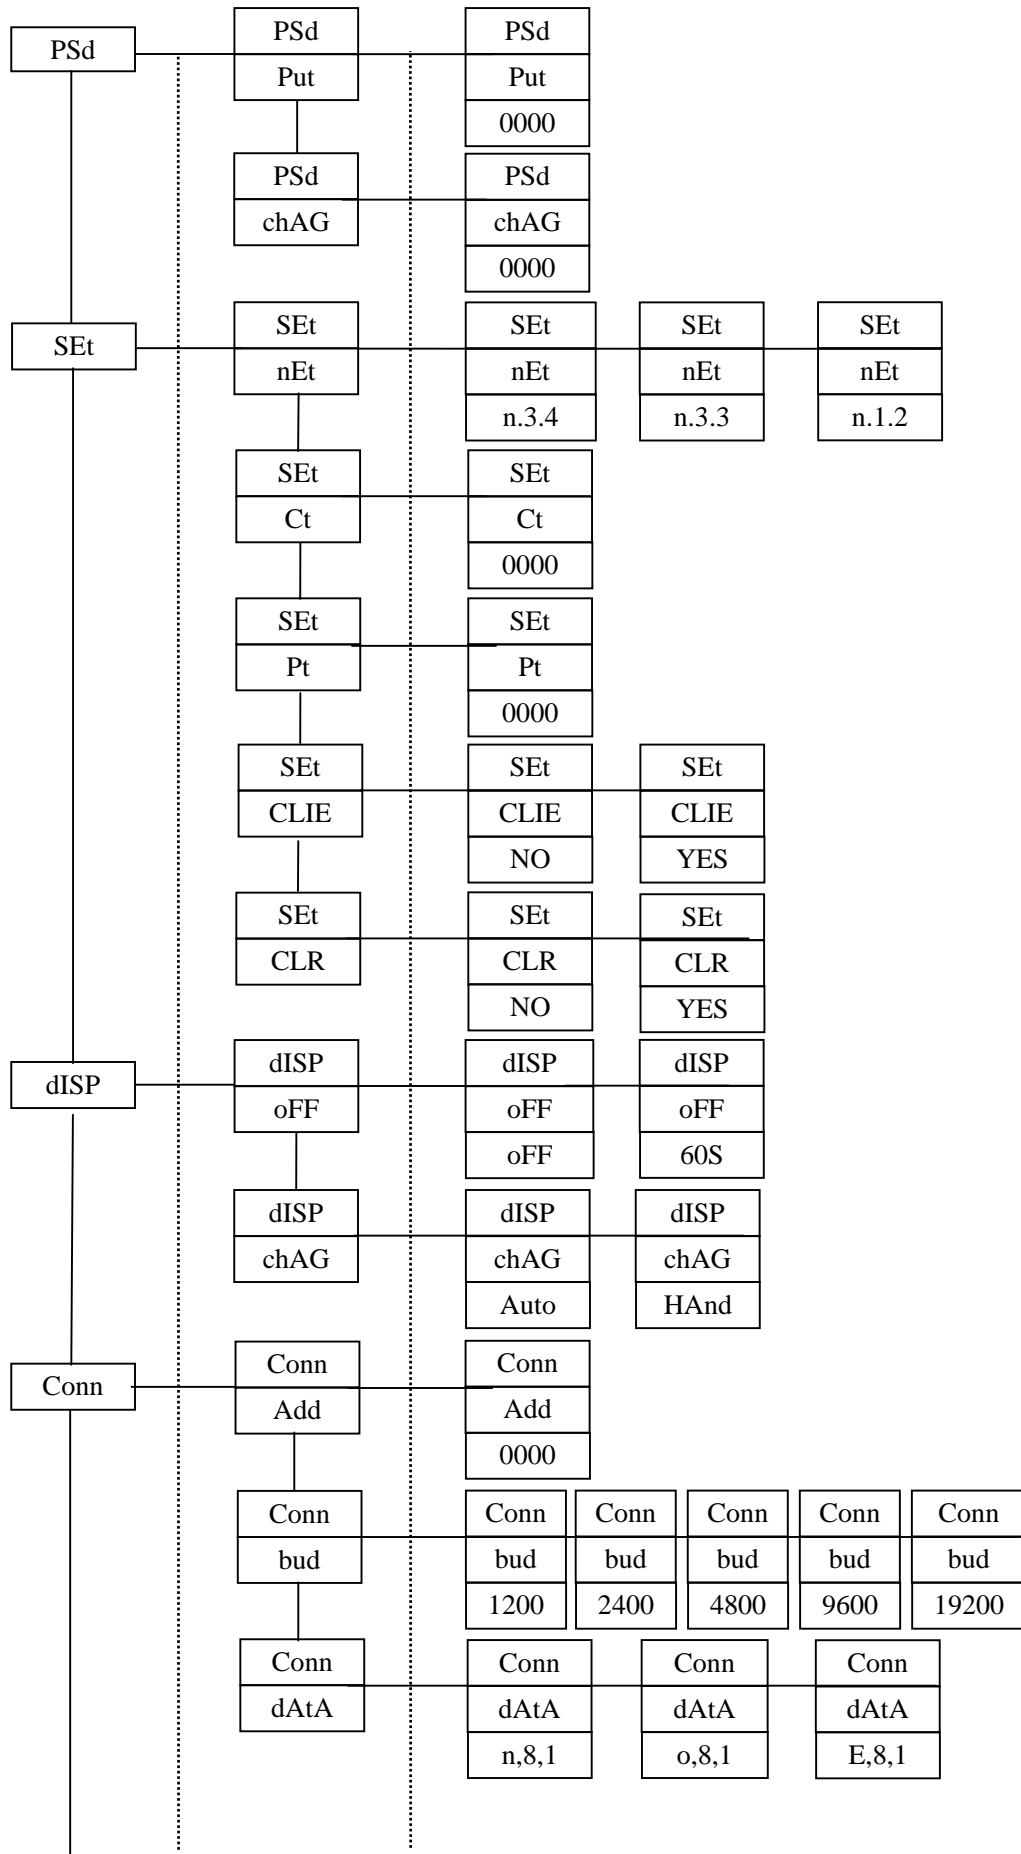 PSd
PSd
Put
PSd
Put
0000
PSd
chAG
PSd
chAG
0000
SEt
SEt
nEt
SEt
nEt
n.3.4
SEt
nEt
n.3.3
SEt
nEt
n.1.2
SEt
Ct
SEt
Ct
0000
SEt
Pt
SEt
Pt
0000
SEt
CLIE
SEt
CLIE
NO
SEt
CLIE
YES
SEt
CLR
SEt
CLR
NO
SEt
CLR
YES
dISP
dISP
oFF
dISP
oFF
oFF
dISP
oFF
60S
dISP
chAG
dISP
chAG
Auto
dISP
chAG
HAnd
Conn
Conn
Add
Conn
Add
0000
Conn
bud
Conn
bud
1200
Conn
bud
2400
Conn
bud
4800
Conn
bud
9600
Conn
bud
19200
Conn
dAtA
Conn
dAtA
n,8,1
Conn
dAtA
o,8,1
Conn
dAtA
E,8,1